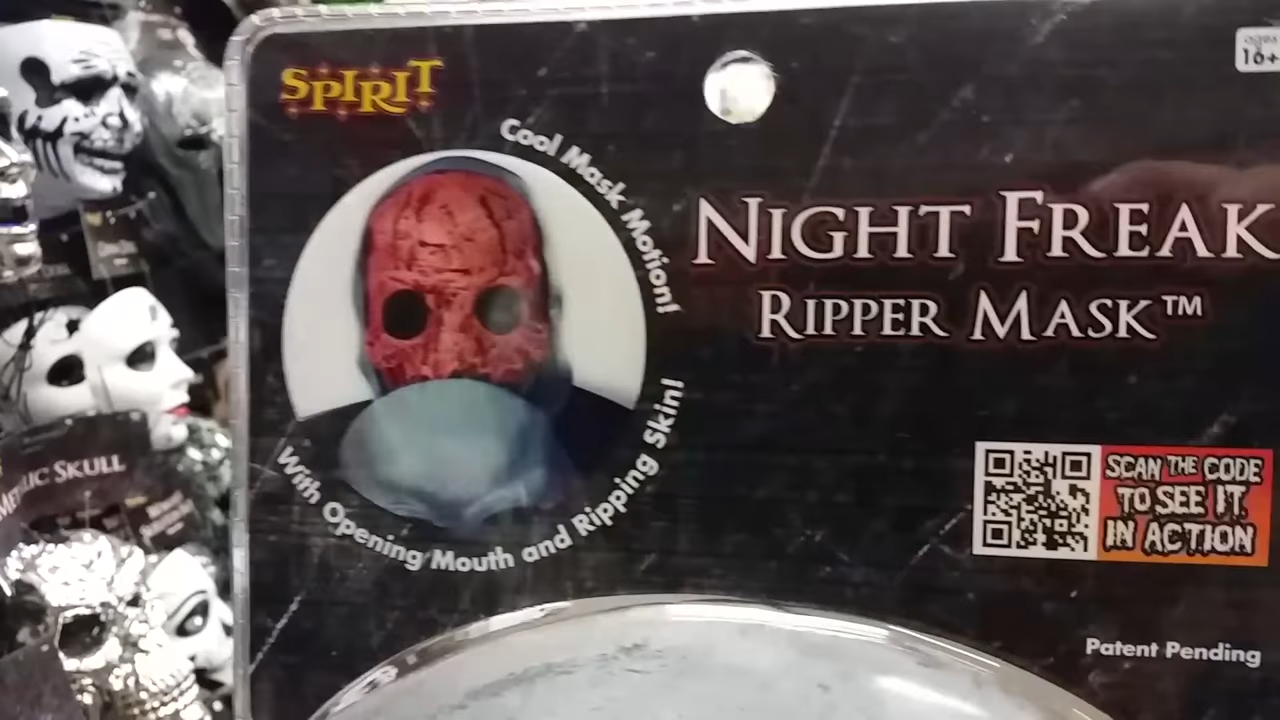 SPIRIT
ages
16+
Cool Mask Motion!
NIGHT FREAK
RIPPER MASK™
With Opening Mouth and Ripping Skin!
SCAN THE CODE
TO SEE IT
IN ACTION
Patent Pending
SKULL